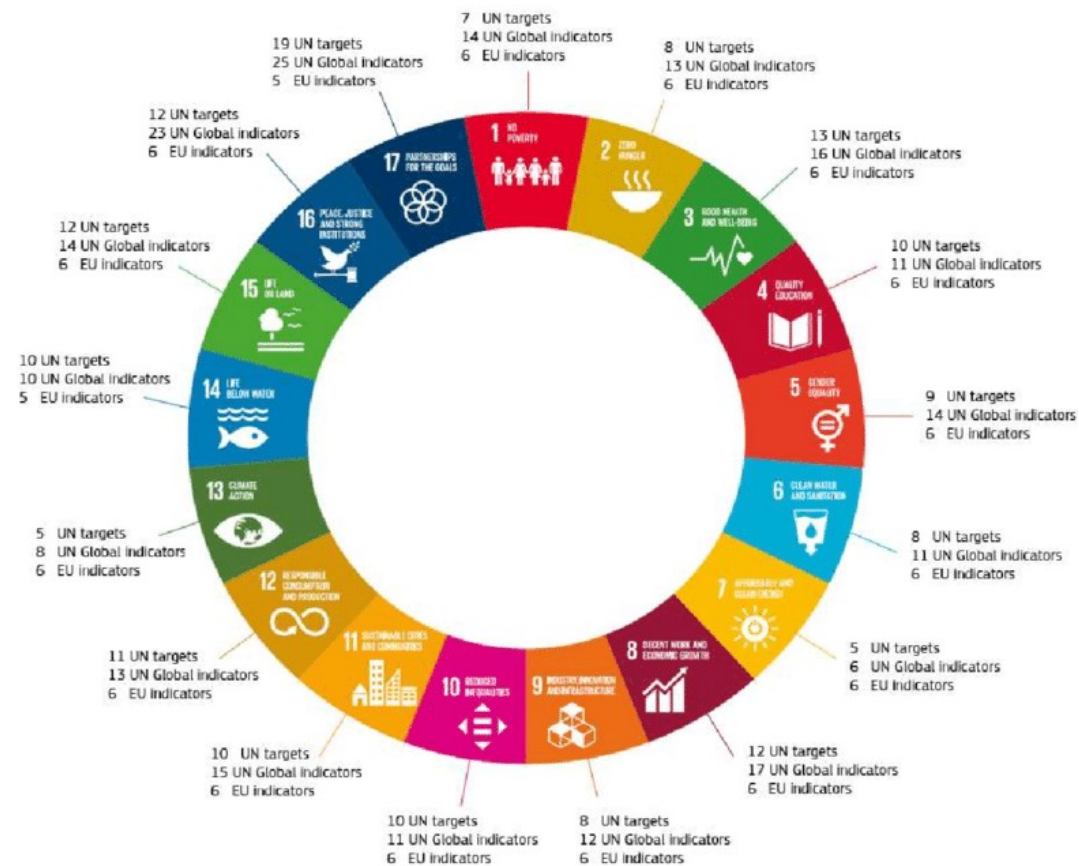 7 UN targets
14 UN Global indicators
6 EU indicators
1 NO
POVERTY
8 UN targets
13 UN Global indicators
6 EU indicators
2 ZERO
HUNGER
13 UN targets
16 UN Global indicators
6 EU indicators
3 GOOD HEALTH
AND WELL-BEING
10 UN targets
11 UN Global indicators
6 EU indicators
4 QUALITY
EDUCATION
9 UN targets
14 UN Global indicators
6 EU indicators
5 GENDER
EQUALITY
8 UN targets
11 UN Global indicators
6 EU indicators
6 CLEAN WATER
AND SANITATION
5 UN targets
6 UN Global indicators
6 EU indicators
7 AFFORDABLE AND
CLEAN ENERGY
12 UN targets
17 UN Global indicators
6 EU indicators
8 DECENT WORK AND
ECONOMIC GROWTH
8 UN targets
12 UN Global indicators
6 EU indicators
9 INDUSTRY, INNOVATION
AND INFRASTRUCTURE
10 UN targets
11 UN Global indicators
6 EU indicators
10 REDUCED
INEQUALITIES
10 UN targets
15 UN Global indicators
6 EU indicators
11 SUSTAINABLE CITIES
AND COMMUNITIES
11 UN targets
13 UN Global indicators
6 EU indicators
12 RESPONSIBLE
CONSUMPTION
AND PRODUCTION
5 UN targets
8 UN Global indicators
6 EU indicators
13 CLIMATE
ACTION
10 UN targets
10 UN Global indicators
5 EU indicators
14 LIFE
BELOW WATER
12 UN targets
14 UN Global indicators
6 EU indicators
15 LIFE
ON LAND
12 UN targets
23 UN Global indicators
6 EU indicators
16 PEACE, JUSTICE
AND STRONG
INSTITUTIONS
19 UN targets
25 UN Global indicators
5 EU indicators
17 PARTNERSHIPS
FOR THE GOALS